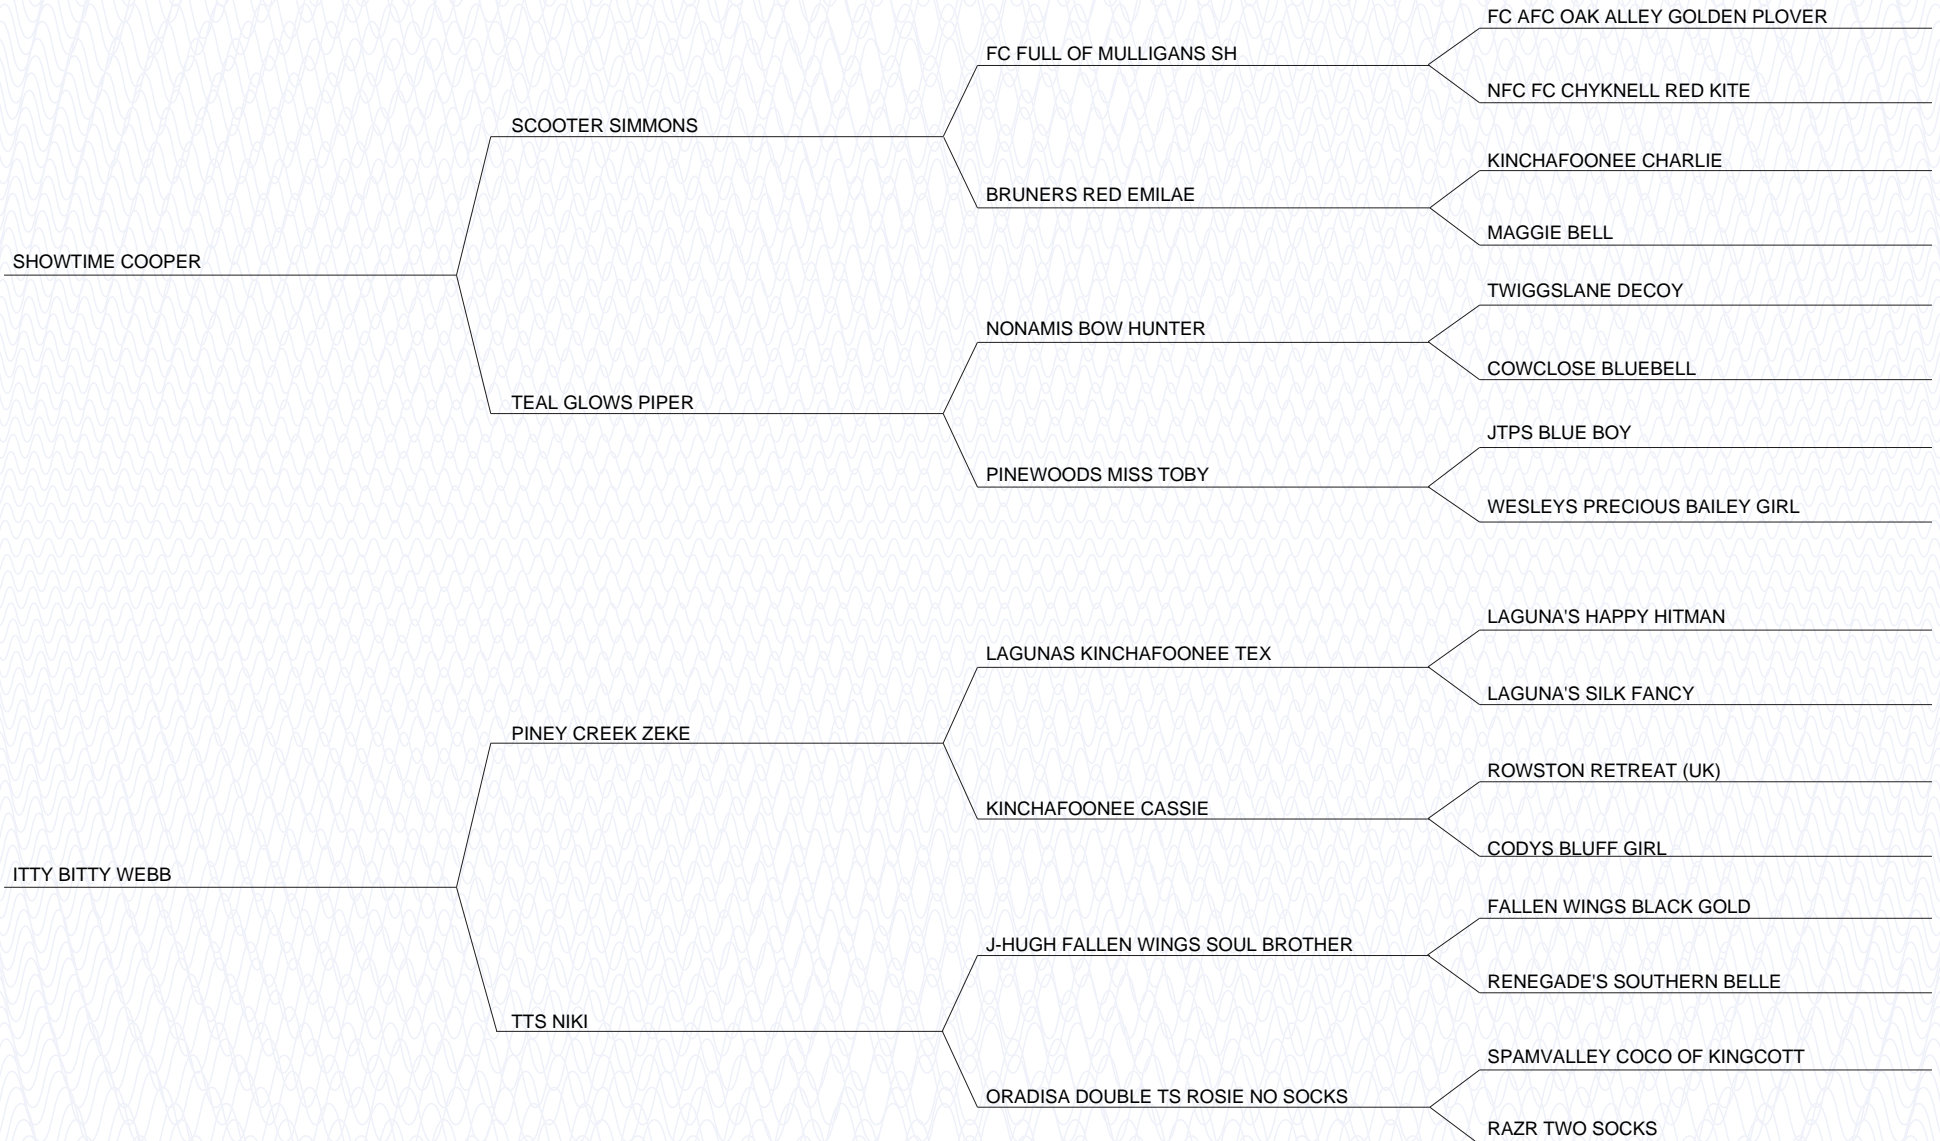 FC AFC OAK ALLEY GOLDEN PLOVER
FC FULL OF MULLIGANS SH
NFC FC CHYKNELL RED KITE
SCOOTER SIMMONS
KINCHAFOONEE CHARLIE
BRUNERS RED EMILAE
MAGGIE BELL
SHOWTIME COOPER
TWIGGSLANE DECOY
NONAMIS BOW HUNTER
COWCLOSE BLUEBELL
TEAL GLOWS PIPER
JTPS BLUE BOY
PINEWOODS MISS TOBY
WESLEYS PRECIOUS BAILEY GIRL
LAGUNA'S HAPPY HITMAN
LAGUNAS KINCHAFOONEE TEX
LAGUNA'S SILK FANCY
PINEY CREEK ZEKE
ROWSTON RETREAT (UK)
KINCHAFOONEE CASSIE
CODYS BLUFF GIRL
ITTY BITTY WEBB
FALLEN WINGS BLACK GOLD
J-HUGH FALLEN WINGS SOUL BROTHER
RENEGADE'S SOUTHERN BELLE
TTS NIKI
SPAMVALLEY COCO OF KINGCOTT
ORADISA DOUBLE TS ROSIE NO SOCKS
RAZR TWO SOCKS